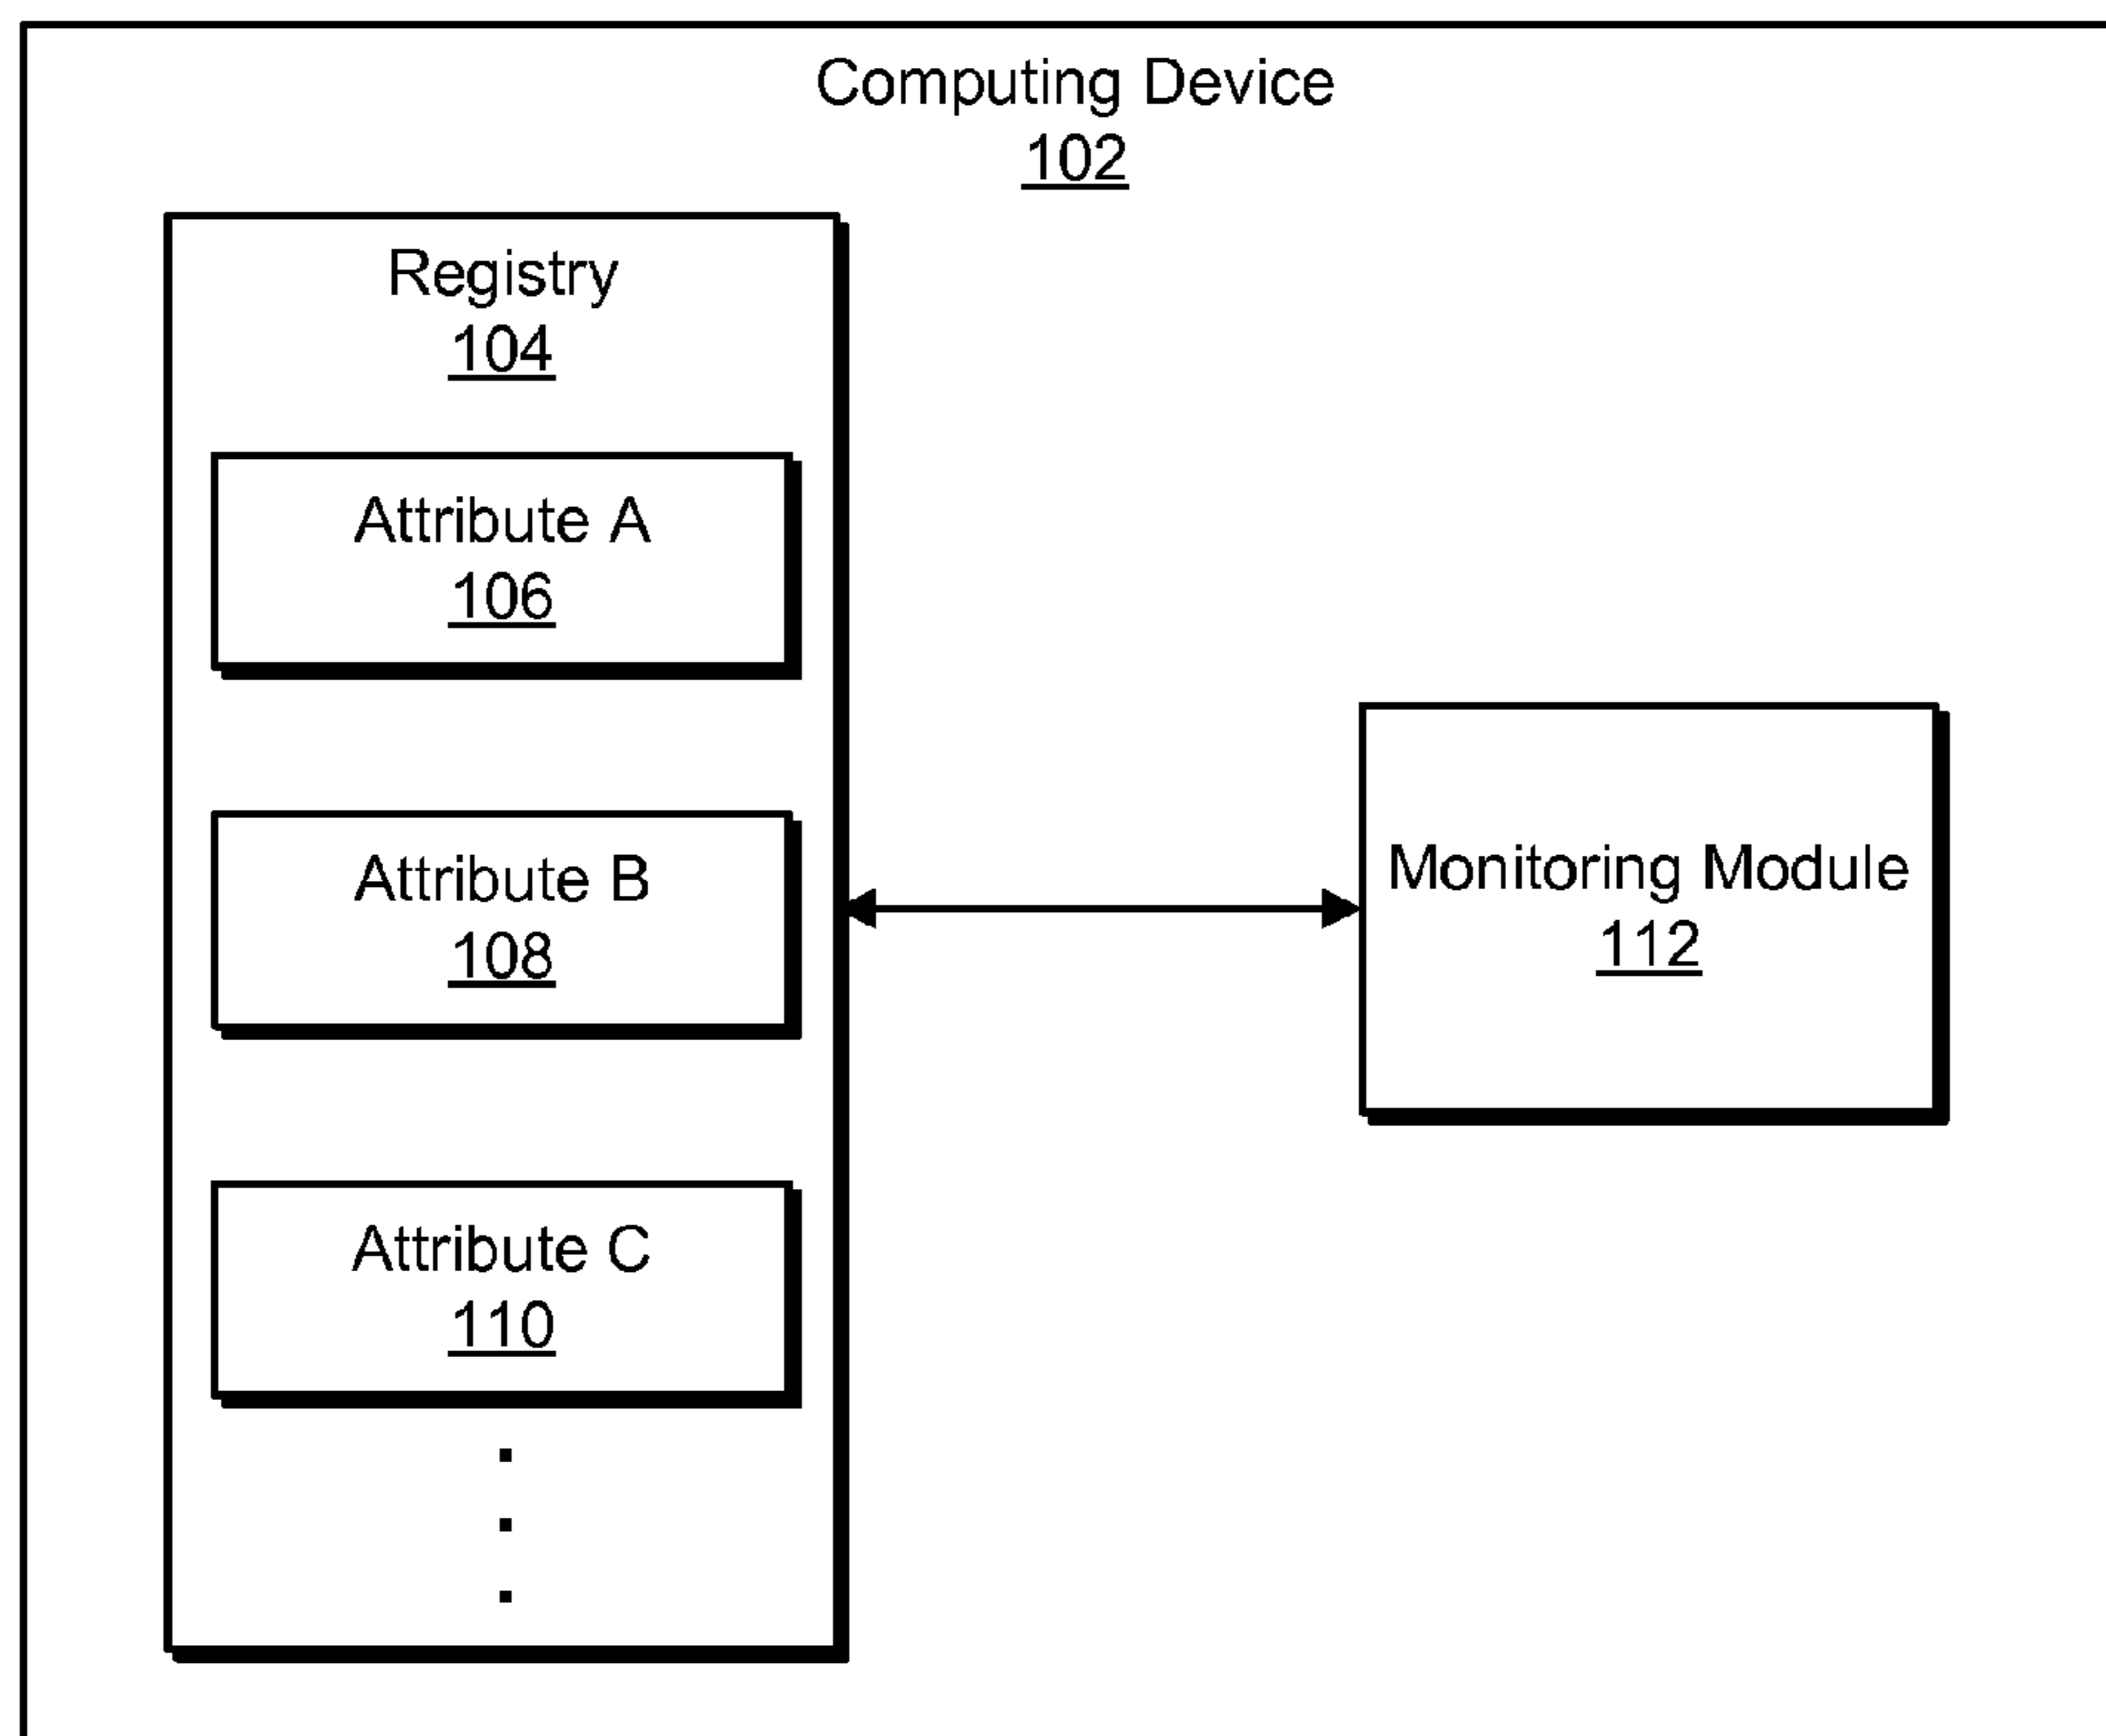 Computing Device
102
Registry
104
Attribute A
106
Attribute B
108
Attribute C
110
Monitoring Module
112